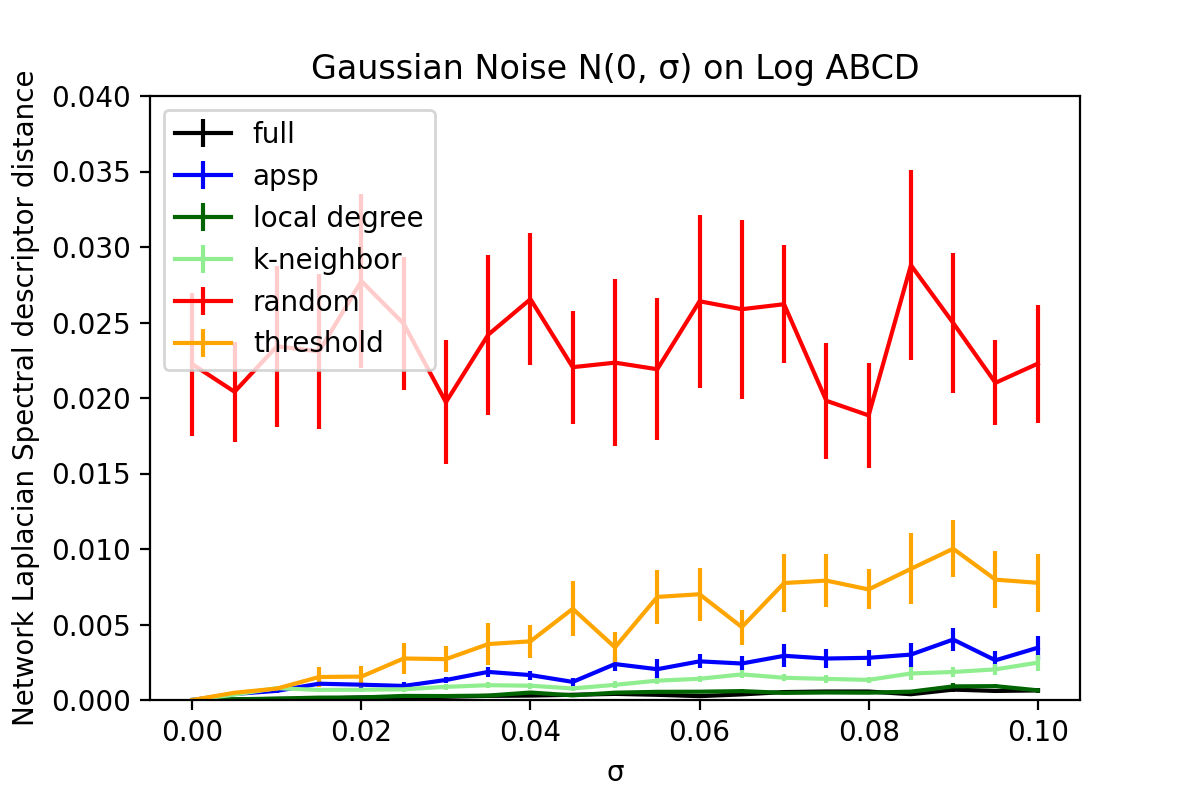 Gaussian Noise N(0, σ) on Log ABCD
Network Laplacian Spectral descriptor distance
0.040
0.035
0.030
0.025
0.020
0.015
0.010
0.005
0.000
full
apsp
local degree
k-neighbor
random
threshold
0.00 0.02 0.04 0.06 0.08 0.10
σ